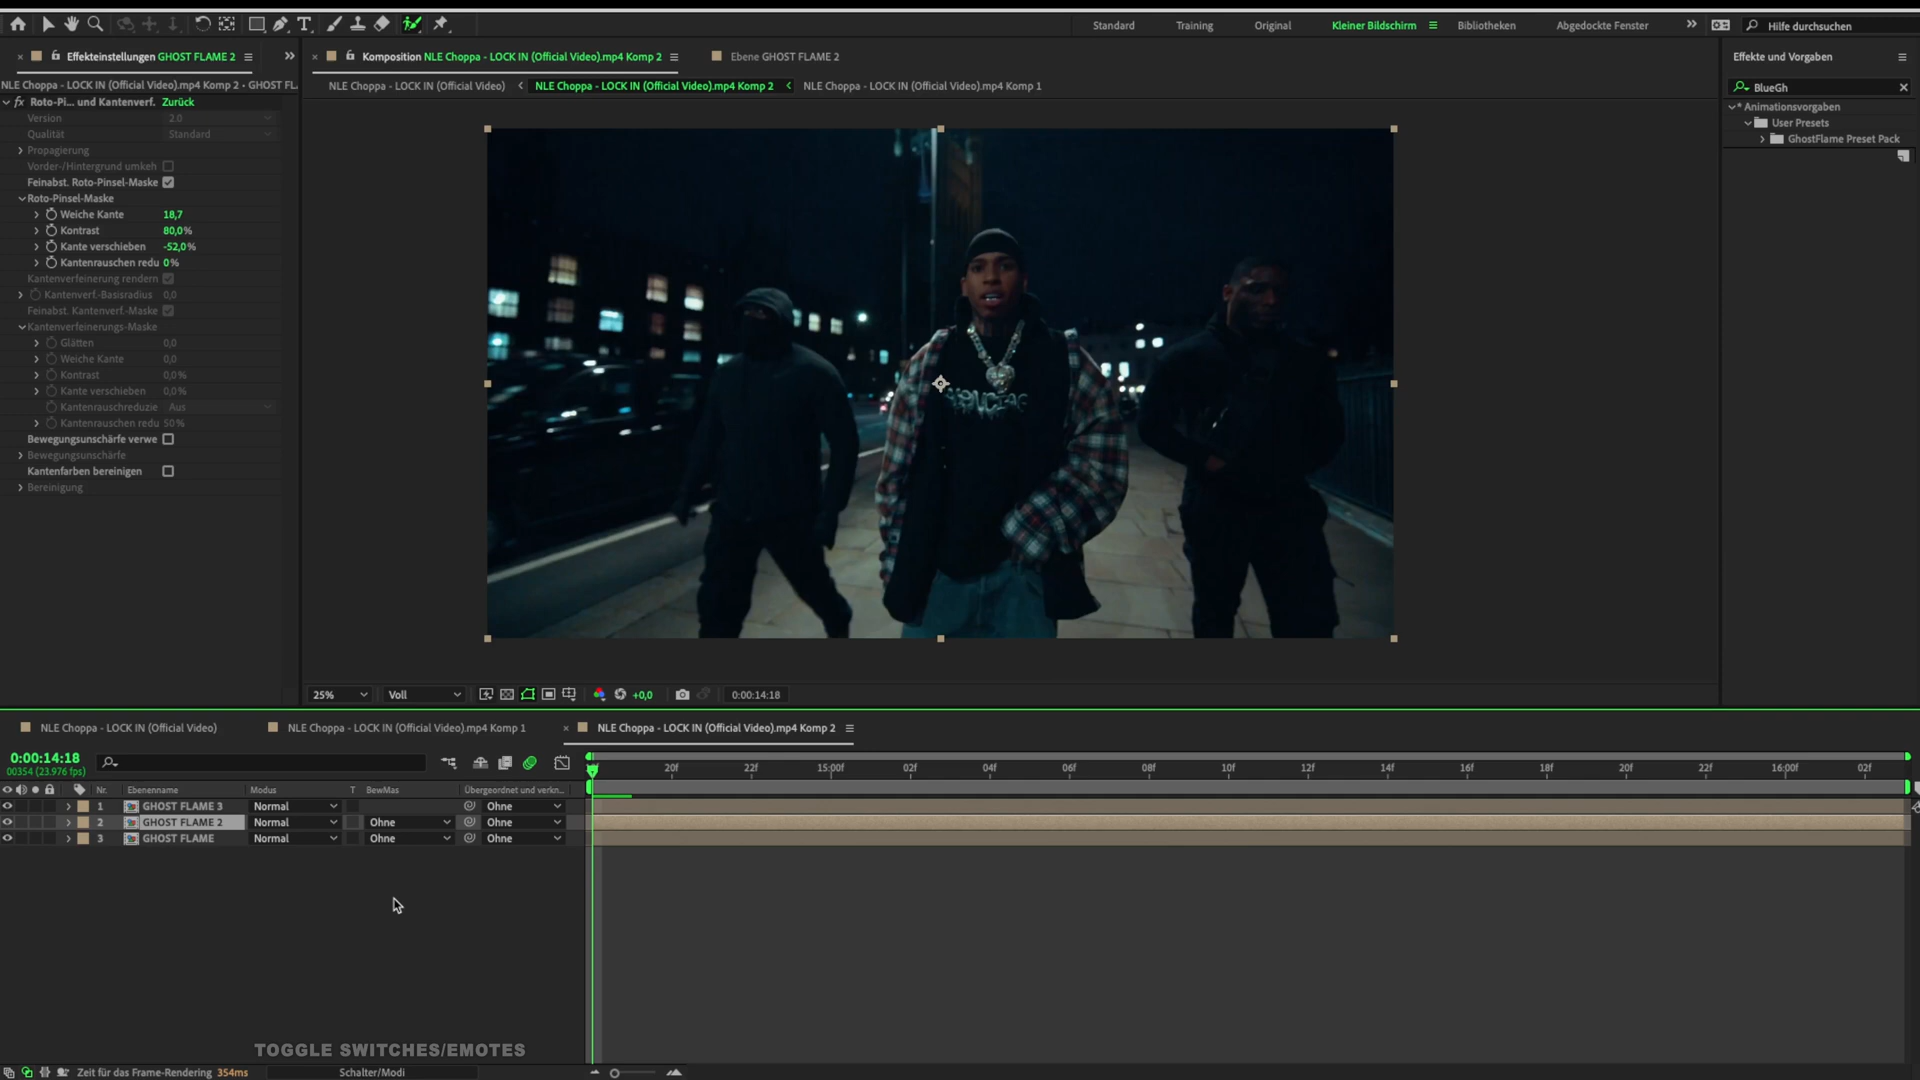 Standard
Training
Original
Kleiner Bildschirm
Bibliotheken
Abgedockte Fenster
Hilfe durchsuchen
Effekteinstellungen GHOST FLAME 2
Komposition NLE Choppa - LOCK IN (Official Video).mp4 Komp 2
Ebene GHOST FLAME 2
Effekte und Vorgaben
NLE Choppa - LOCK IN (Official Video).mp4 Komp 2 • GHOST FL
NLE Choppa - LOCK IN (Official Video)
NLE Choppa - LOCK IN (Official Video).mp4 Komp 2
NLE Choppa - LOCK IN (Official Video).mp4 Komp 1
BlueGh
fx Roto-Pi... und Kantenverf. Zurück
* Animationsvorgaben
Version 2.0
User Presets
Qualität Standard
GhostFlame Preset Pack
Propagierung
Vorder-/Hintergrund umkeh
Feinabst. Roto-Pinsel-Maske
Roto-Pinsel-Maske
Weiche Kante 18,7
Kontrast 80,0%
Kante verschieben -52,0%
Kantenrauschen redu 0%
Kantenverfeinerung rendern
Kantenverf.-Basisradius 0,0
Feinabst. Kantenverf.-Maske
Kantenverfeinerungs-Maske
Glätten 0,0
Weiche Kante 0,0
Kontrast 0,0%
Kante verschieben 0,0%
Kantenrauschreduzie Aus
Kantenrauschen redu 50%
Bewegungsunschärfe verwe
Bewegungsunschärfe
Kantenfarben bereinigen
Bereinigung
25%
Voll
+0,0
0:00:14:18
NLE Choppa - LOCK IN (Official Video)
NLE Choppa - LOCK IN (Official Video).mp4 Komp 1
NLE Choppa - LOCK IN (Official Video).mp4 Komp 2
0:00:14:18
00354 (23.976 fps)
20f 22f 15:00f 02f 04f 06f 08f 10f 12f 14f 16f 18f 20f 22f 16:00f 02f
Nr. Ebenenname Modus T BewMas Übergeordnet und verkn...
1 GHOST FLAME 3 Normal Ohne
2 GHOST FLAME 2 Normal Ohne Ohne
3 GHOST FLAME Normal Ohne Ohne
TOGGLE SWITCHES/EMOTES
Zeit für das Frame-Rendering 354ms
Schalter/Modi